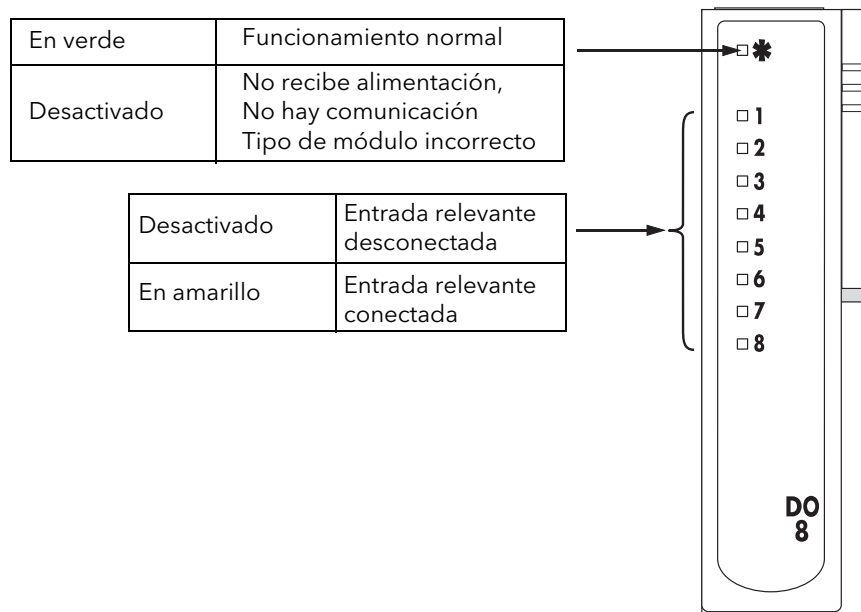 En verde
Funcionamiento normal
Desactivado
No recibe alimentación,
No hay comunicación
Tipo de módulo incorrecto
Desactivado
Entrada relevante
desconectada
En amarillo
Entrada relevante
conectada
✱
1
2
3
4
5
6
7
8
DO
8